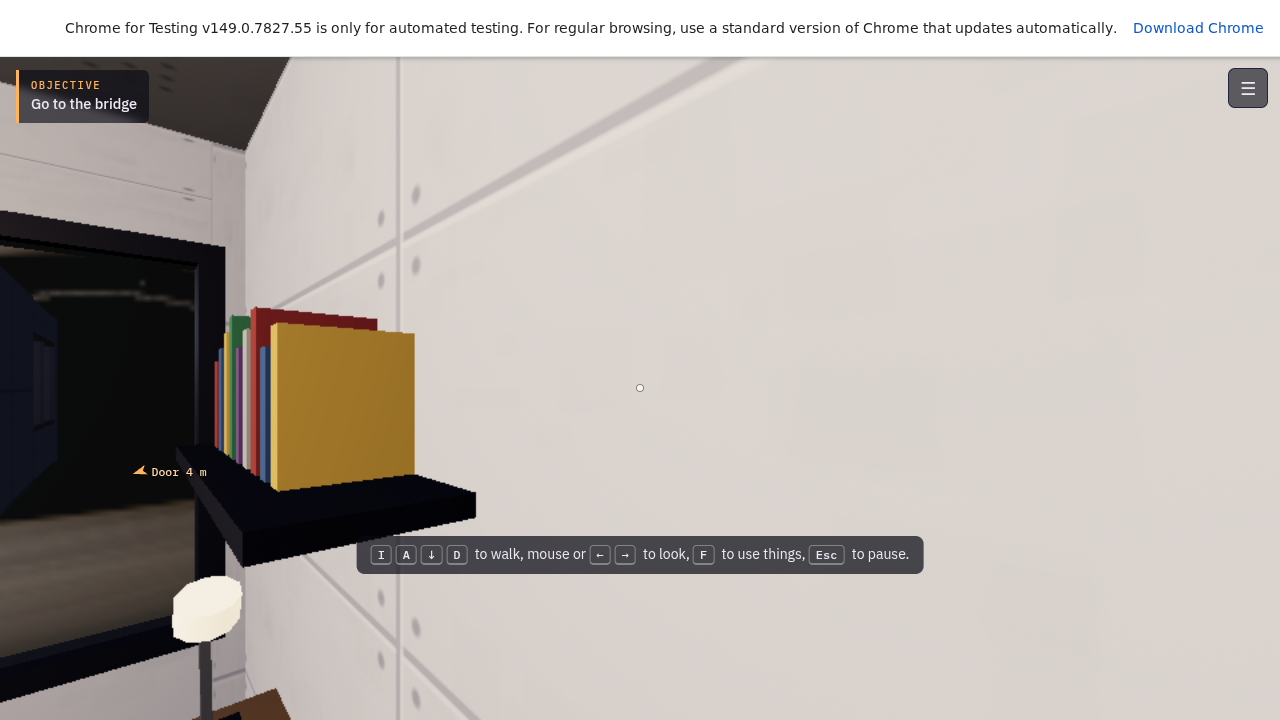 Chrome for Testing v149.0.7827.55 is only for automated testing. For regular browsing, use a standard version of Chrome that updates automatically. Download Chrome
OBJECTIVE
Go to the bridge
Door 4 m
I A ↓ D to walk, mouse or ← → to look, F to use things, Esc to pause.